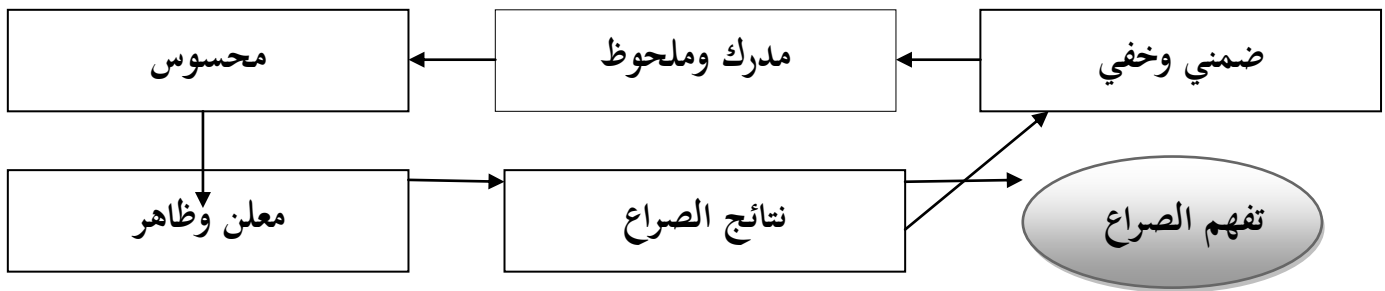 ضمني وخفي
مدرك وملحوظ
محسوس
معلن وظاهر
نتائج الصراع
تفهم الصراع